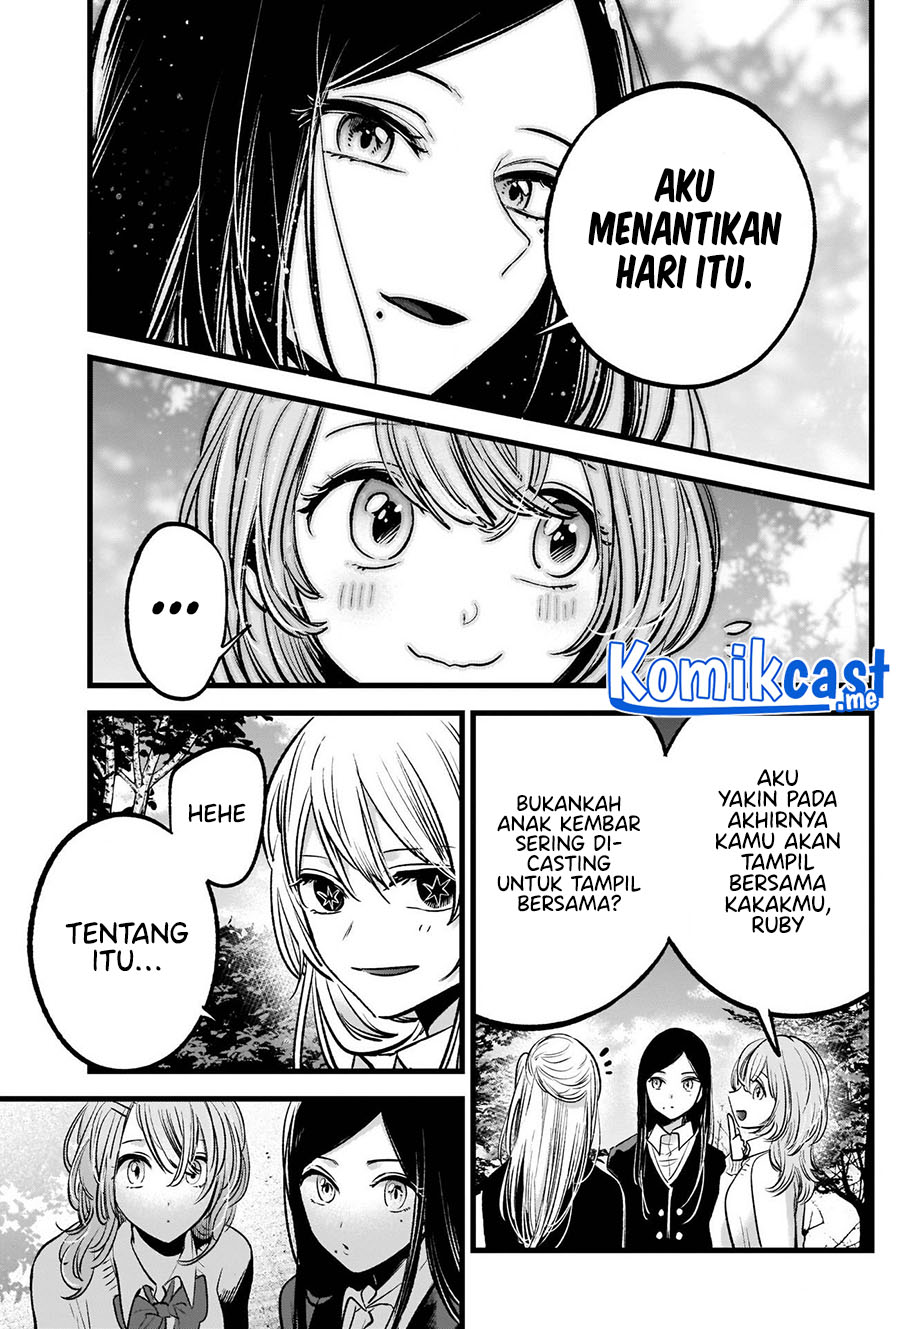 AKU
MENANTIKAN
HARI ITU.
...
Komikcast
.me
AKU
YAKIN PADA
AKHIRNYA
KAMU AKAN
TAMPIL
BERSAMA
KAKAKMU,
RUBY
BUKANKAH
ANAK KEMBAR
SERING DI-
CASTING
UNTUK TAMPIL
BERSAMA?
HEHE
TENTANG
ITU...